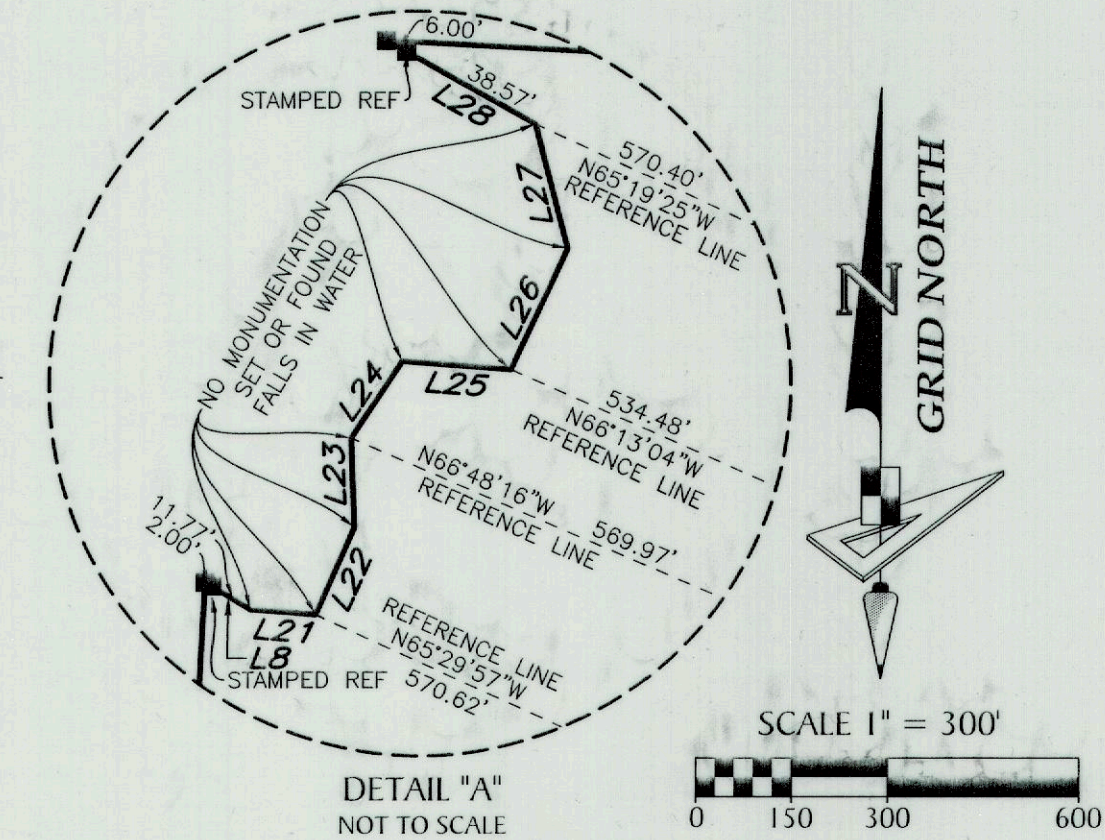 6.00'
STAMPED REF
38.57'
L28
570.40'
N65°19'25"W
REFERENCE LINE
L27
NO MONUMENTATION
SET OR FOUND
FALLS IN WATER
L26
L25
L24
534.48'
N66°13'04"W
REFERENCE LINE
L23
N66°48'16"W 569.97'
REFERENCE LINE
11.77'
2.00'
L22
L21
L8
STAMPED REF
REFERENCE LINE
N65°29'57"W
570.62'
DETAIL "A"
NOT TO SCALE
N
GRID NORTH
SCALE 1" = 300'
0 150 300 600